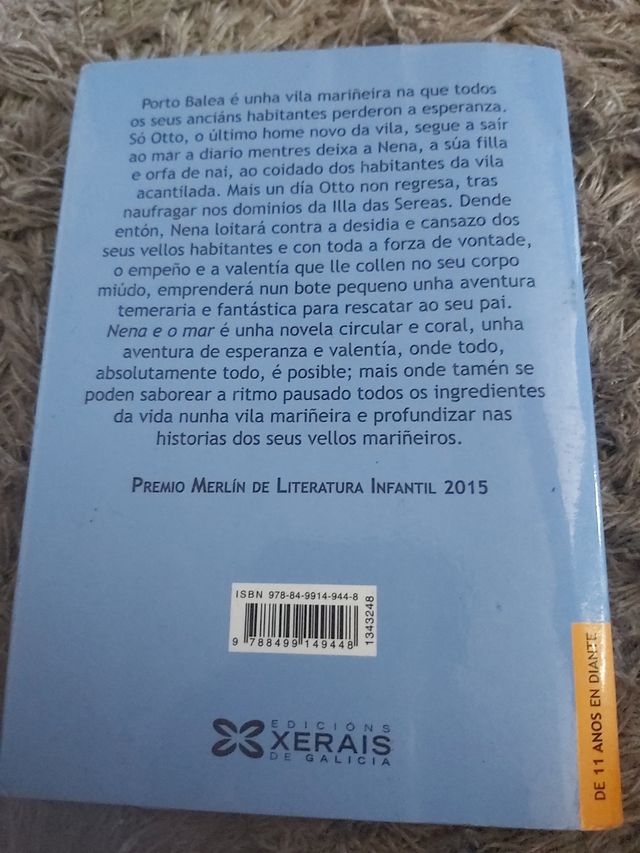 Porto Balea é unha vila mariñeira na que todos
os seus anciáns habitantes perderon a esperanza.
Só Otto, o último home novo da vila, segue a saír
ao mar a diario mentres deixa a Nena, a súa filla
e orfa de nai, ao coidado dos habitantes da vila
acantilada. Mais un día Otto non regresa, tras
naufragar nos dominios da Illa das Sereas. Dende
entón, Nena loitará contra a desidia e cansazo dos
seus vellos habitantes e con toda a forza de vontade,
o empeño e a valentía que lle collen no seu corpo
miúdo, emprenderá nun bote pequeno unha aventura
temeraria e fantástica para rescatar ao seu pai.
Nena e o mar é unha novela circular e coral, unha
aventura de esperanza e valentía, onde todo,
absolutamente todo, é posible; mais onde tamén se
poden saborear a ritmo pausado todos os ingredientes
da vida nunha vila mariñeira e profundizar nas
historias dos seus vellos mariñeiros.
PREMIO MERLÍN DE LITERATURA INFANTIL 2015
ISBN 978-84-9914-944-8
9 788499 149448
1343248
EDICIÓNS
XERAIS
DE GALICIA
DE 11 ANOS EN DIANTE